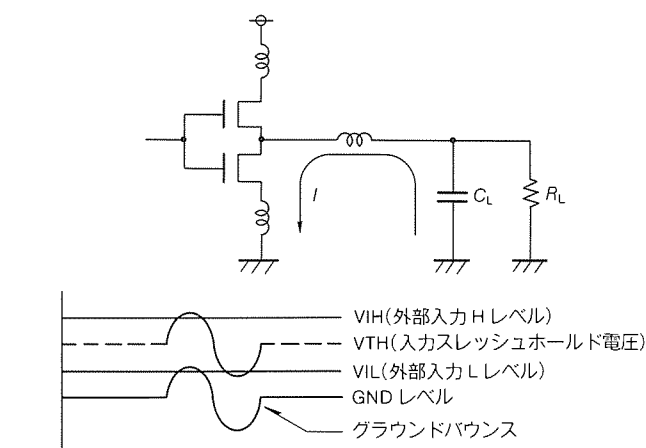 I
CL
RL
VIH(外部入力Hレベル)
VTH(入力スレッシュホールド電圧)
VIL(外部入力Lレベル)
GNDレベル
グラウンドバウンス